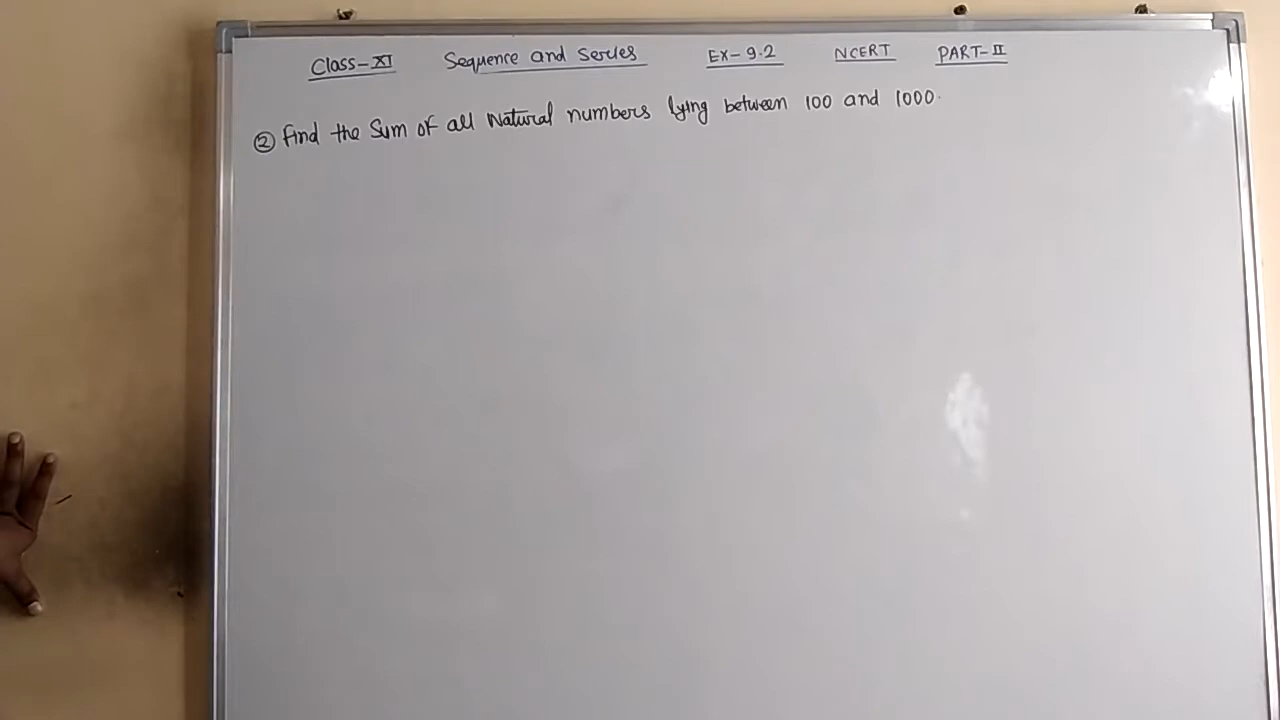 Class-XI Sequence and Series Ex-9.2 NCERT PART-II
② Find the Sum of all Natural numbers lying between 100 and 1000.